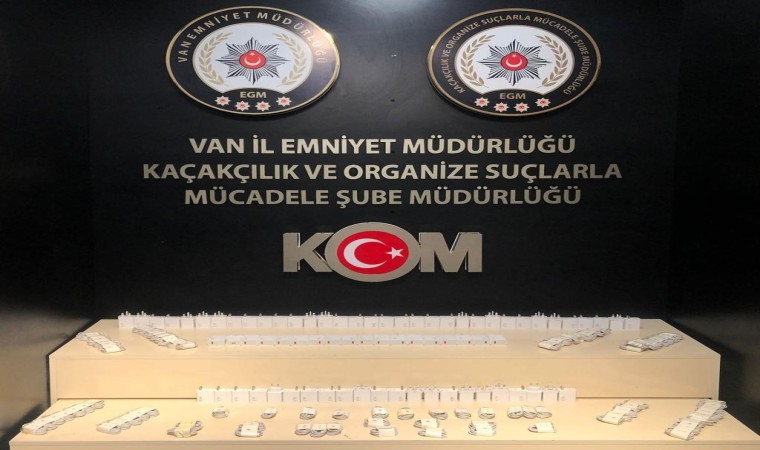 VAN EMNİYET MÜDÜRLÜĞÜ
EGM
KAÇAKÇILIK VE ORGANİZE SUÇLARLA MÜCADELE ŞUBE MÜDÜRLÜĞÜ
EGM
VAN İL EMNİYET MÜDÜRLÜĞÜ
KAÇAKÇILIK VE ORGANİZE SUÇLARLA
MÜCADELE ŞUBE MÜDÜRLÜĞÜ
KOM